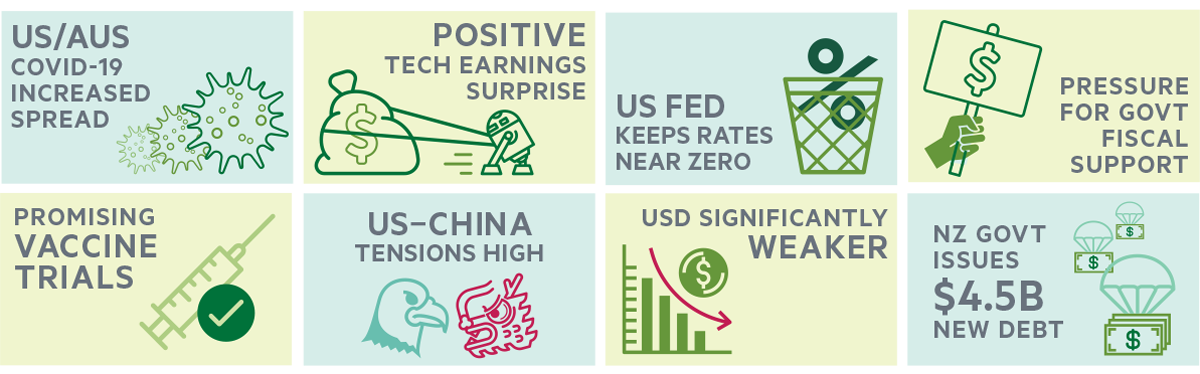 US/AUS
COVID-19
INCREASED
SPREAD
POSITIVE
TECH EARNINGS
SURPRISE
$
US FED
KEEPS RATES
NEAR ZERO
%
$
PRESSURE
FOR GOVT
FISCAL
SUPPORT
PROMISING
VACCINE
TRIALS
US–CHINA
TENSIONS HIGH
USD SIGNIFICANTLY
WEAKER
$
NZ GOVT
ISSUES
$4.5B
NEW DEBT
$
$
$